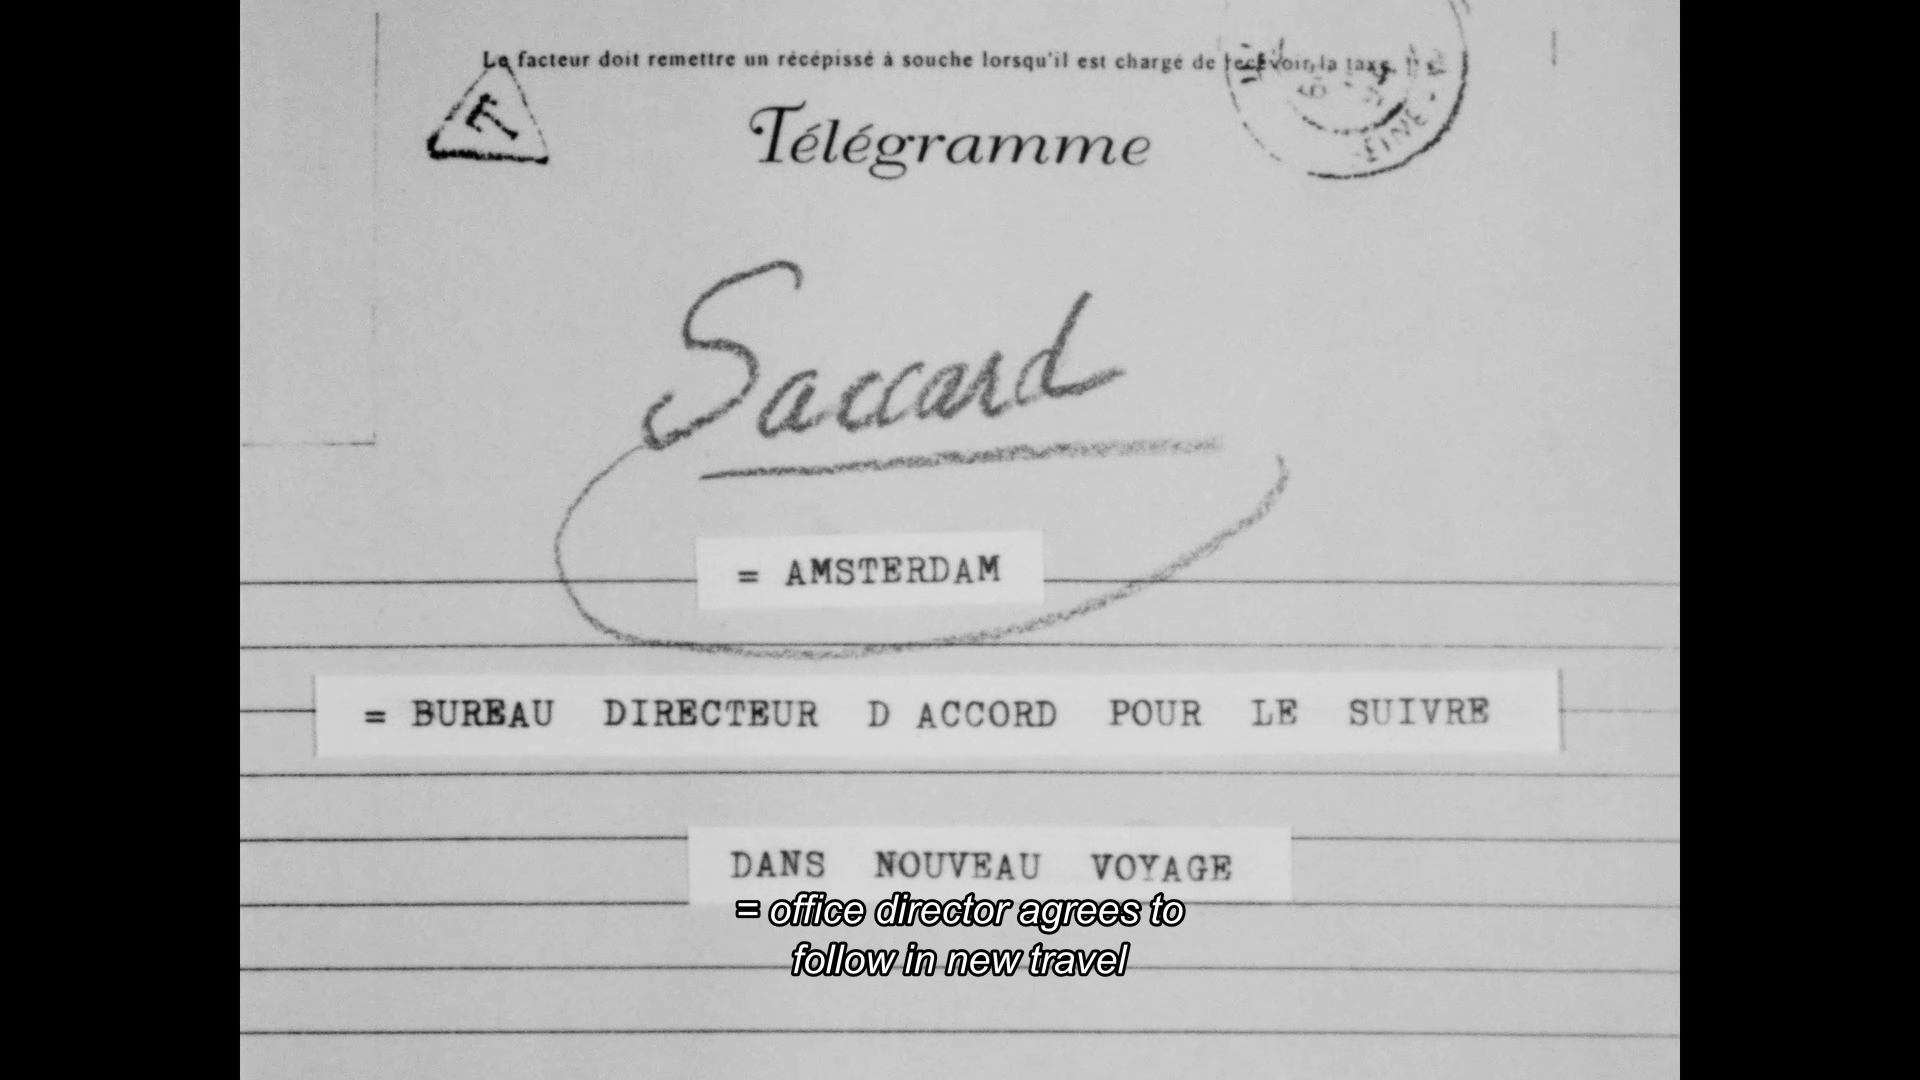 Le facteur doit remettre un récépissé à souche lorsqu'il est chargé de recevoir la taxe
T
Télégramme
Saccard
= AMSTERDAM
= BUREAU DIRECTEUR D ACCORD POUR LE SUIVRE
DANS NOUVEAU VOYAGE
= office director agrees to
follow in new travel